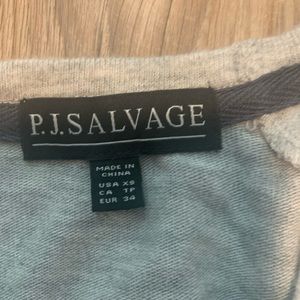 P.J.SALVAGE
MADE IN
CHINA
USA XS
CA TP
EUR 34